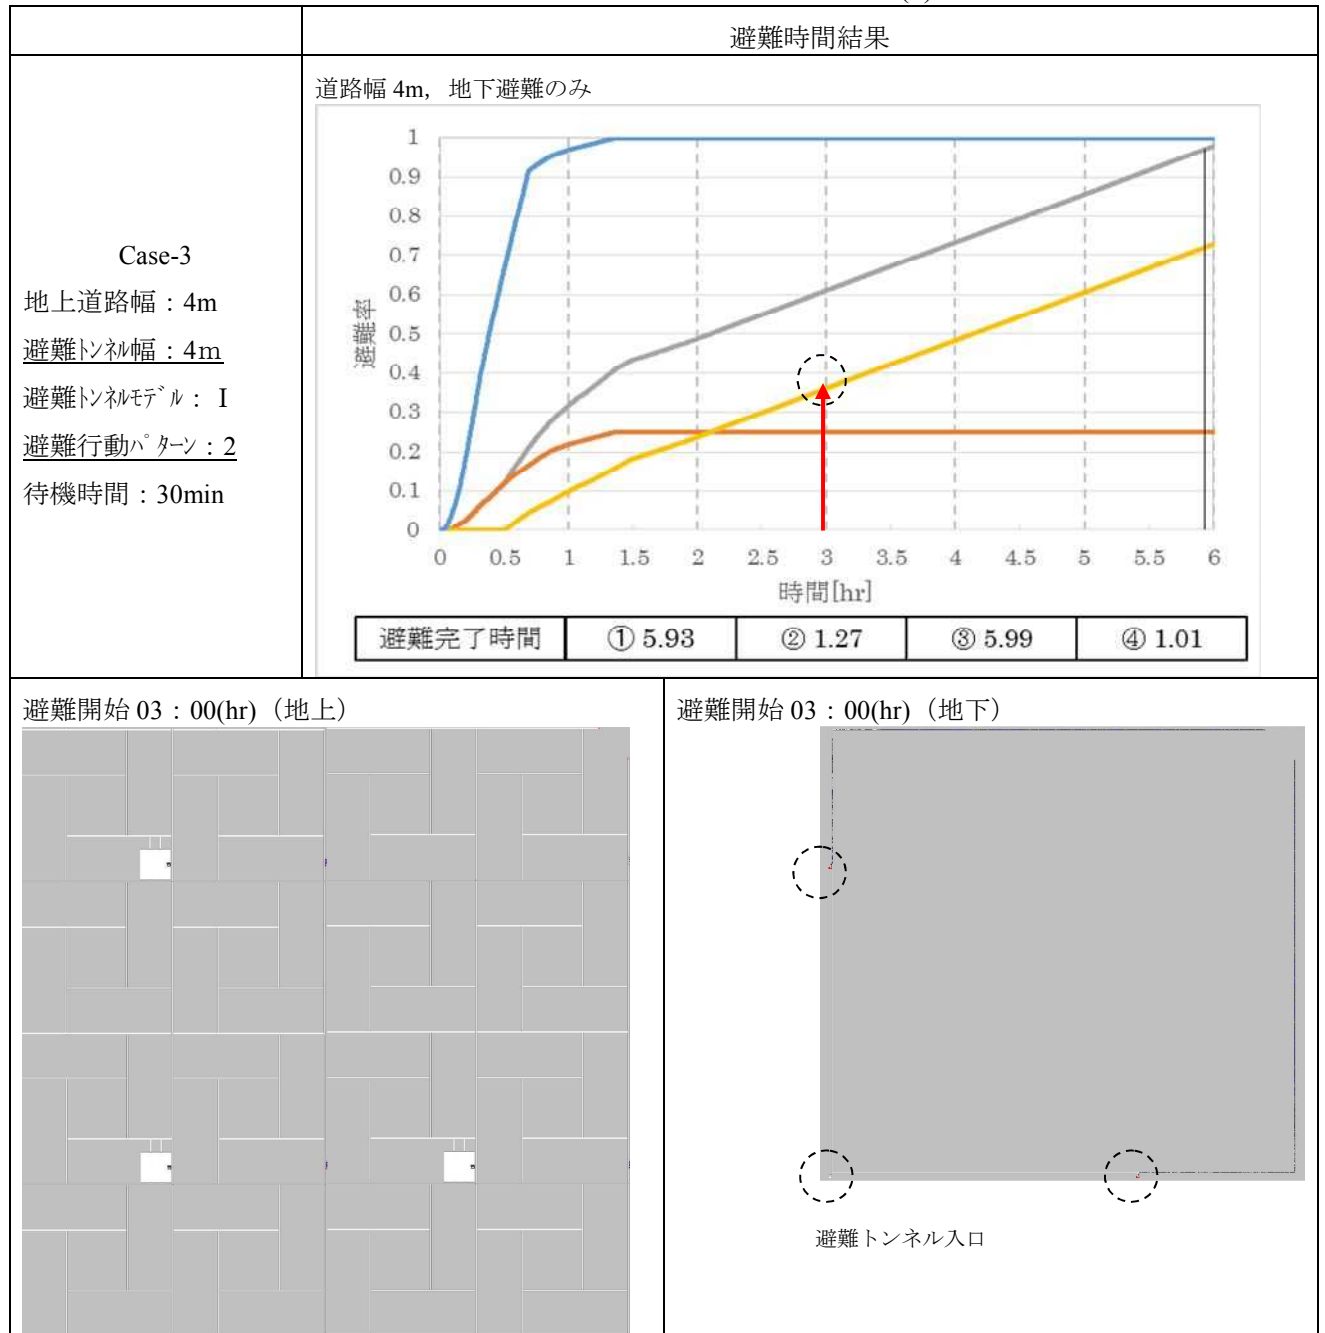 避難時間結果
Case-3
地上道路幅：4m
避難ﾄﾝﾈﾙ幅：4ｍ
避難ﾄﾝﾈﾙﾓﾃﾞﾙ：Ⅰ
避難行動ﾊﾟﾀｰﾝ：2
待機時間：30min
道路幅 4m，地下避難のみ
1
0.9
0.8
0.7
0.6
0.5
0.4
0.3
0.2
0.1
0
避難率
0 0.5 1 1.5 2 2.5 3 3.5 4 4.5 5 5.5 6
時間[hr]
避難完了時間 ① 5.93 ② 1.27 ③ 5.99 ④ 1.01
避難開始 03：00(hr)（地上）
避難開始 03：00(hr)（地下）
避難トンネル入口